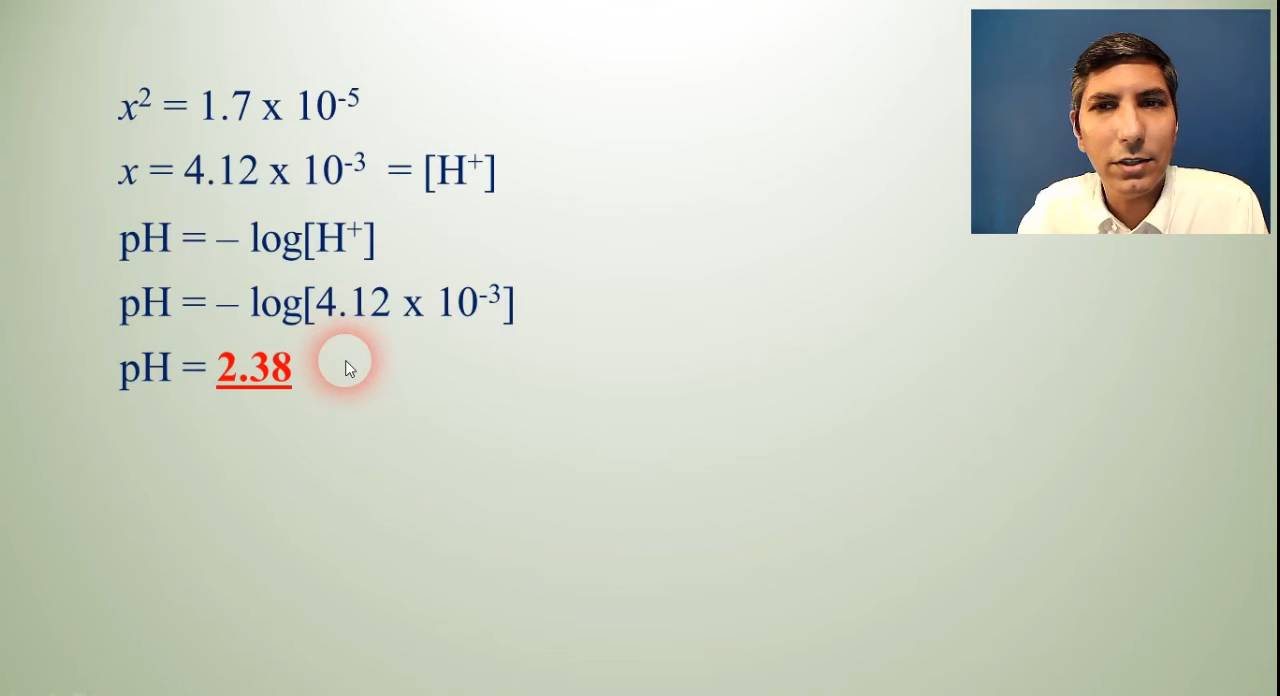 x² = 1.7 x 10⁻⁵
x = 4.12 x 10⁻³ = [H⁺]
pH = – log[H⁺]
pH = – log[4.12 x 10⁻³]
pH = 2.38